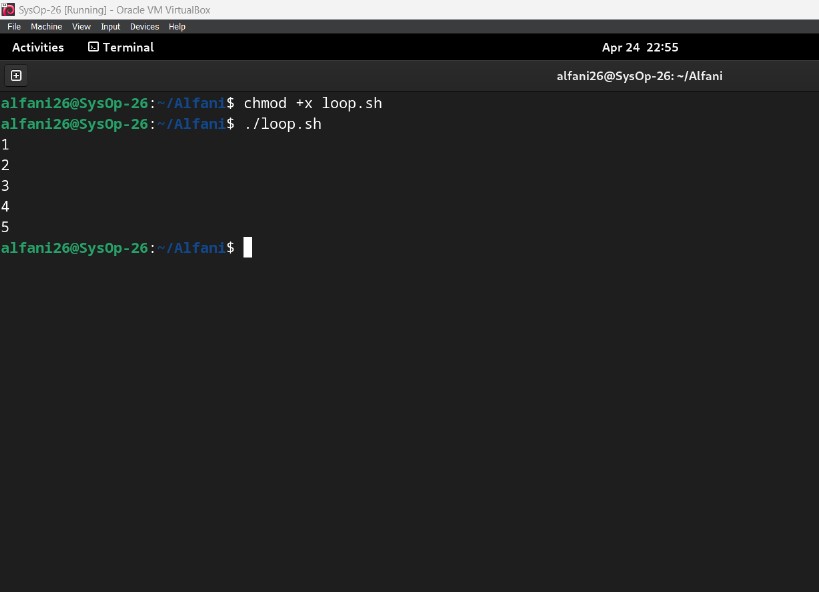 SysOp-26 [Running] - Oracle VM VirtualBox
File Machine View Input Devices Help
Activities Terminal Apr 24 22:55
alfani26@SysOp-26: ~/Alfani
alfani26@SysOp-26:~/Alfani$ chmod +x loop.sh
alfani26@SysOp-26:~/Alfani$ ./loop.sh
1
2
3
4
5
alfani26@SysOp-26:~/Alfani$